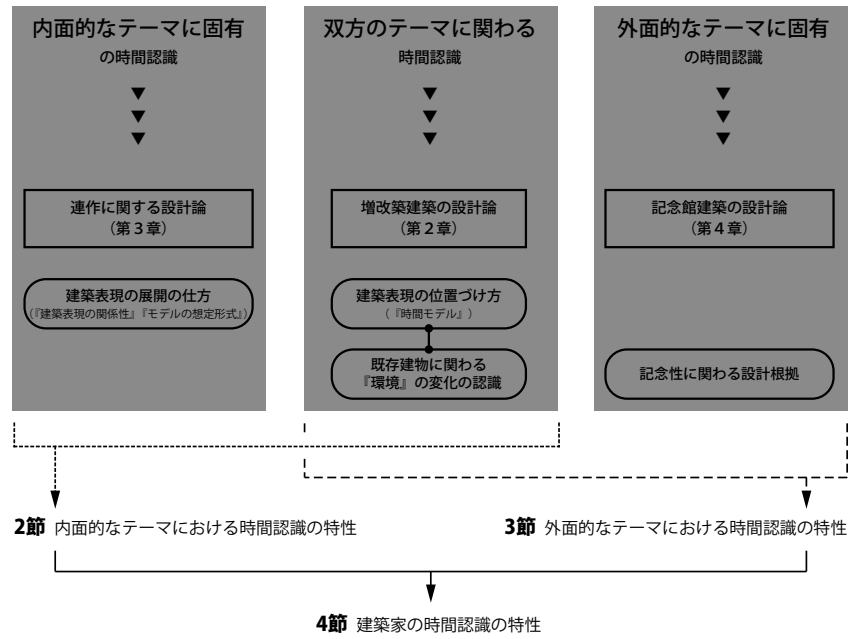 内面的なテーマに固有
の時間認識
▼
▼
▼
連作に関する設計論
（第３章）
建築表現の展開の仕方
（『建築表現の関係性』『モデルの想定形式』）
双方のテーマに関わる
時間認識
▼
▼
▼
増改築建築の設計論
（第２章）
建築表現の位置づけ方
（『時間モデル』）
既存建物に関わる
『環境』の変化の認識
外面的なテーマに固有
の時間認識
▼
▼
▼
記念館建築の設計論
（第４章）
記念性に関わる設計根拠
2節 内面的なテーマにおける時間認識の特性
3節 外面的なテーマにおける時間認識の特性
4節 建築家の時間認識の特性